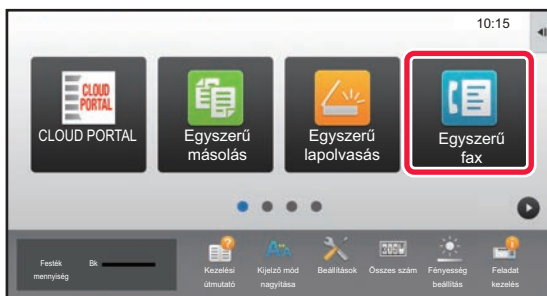 10:15
CLOUD
PORTAL
CLOUD PORTAL
Egyszerű
másolás
Egyszerű
lapolvasás
Egyszerű
fax
Festék
mennyiség
Bk
Kezelési
útmutató
Kijelző mód
nagyítása
Beállítások
Összes szám
Fényesség
beállítás
Feladat
kezelés